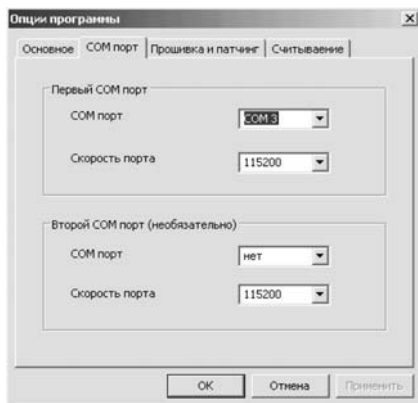 Опции программы
Основное COM порт Прошивка и патчинг Считываение
Первый COM порт
COM порт COM 3
Скорость порта 115200
Второй COM порт (необязательно)
COM порт нет
Скорость порта 115200
OK Отмена Применить